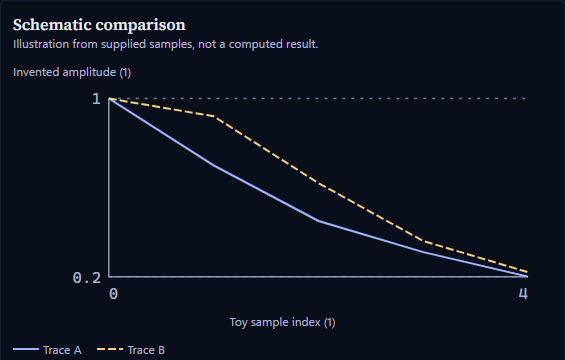 Schematic comparison
Illustration from supplied samples, not a computed result.
Invented amplitude (1)
1
0.2
0
4
Toy sample index (1)
Trace A
Trace B